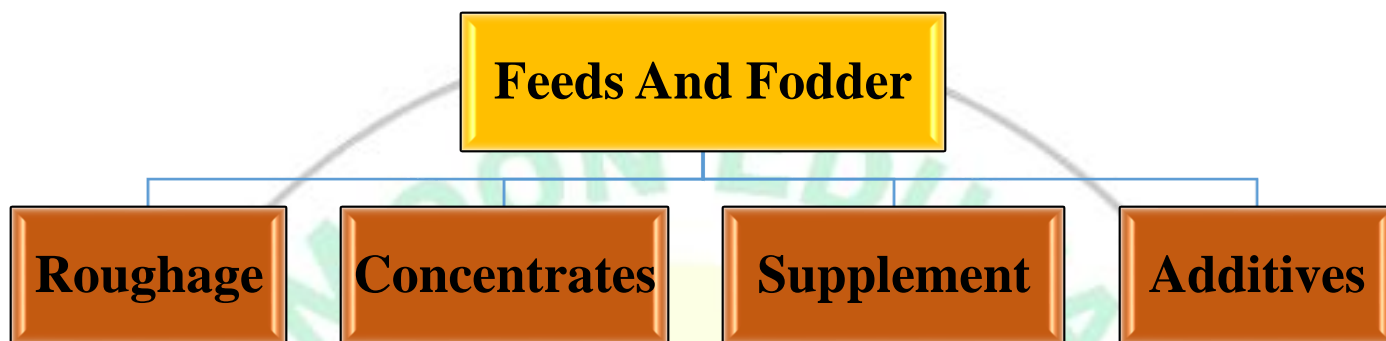 Feeds And Fodder
Roughage
Concentrates
Supplement
Additives